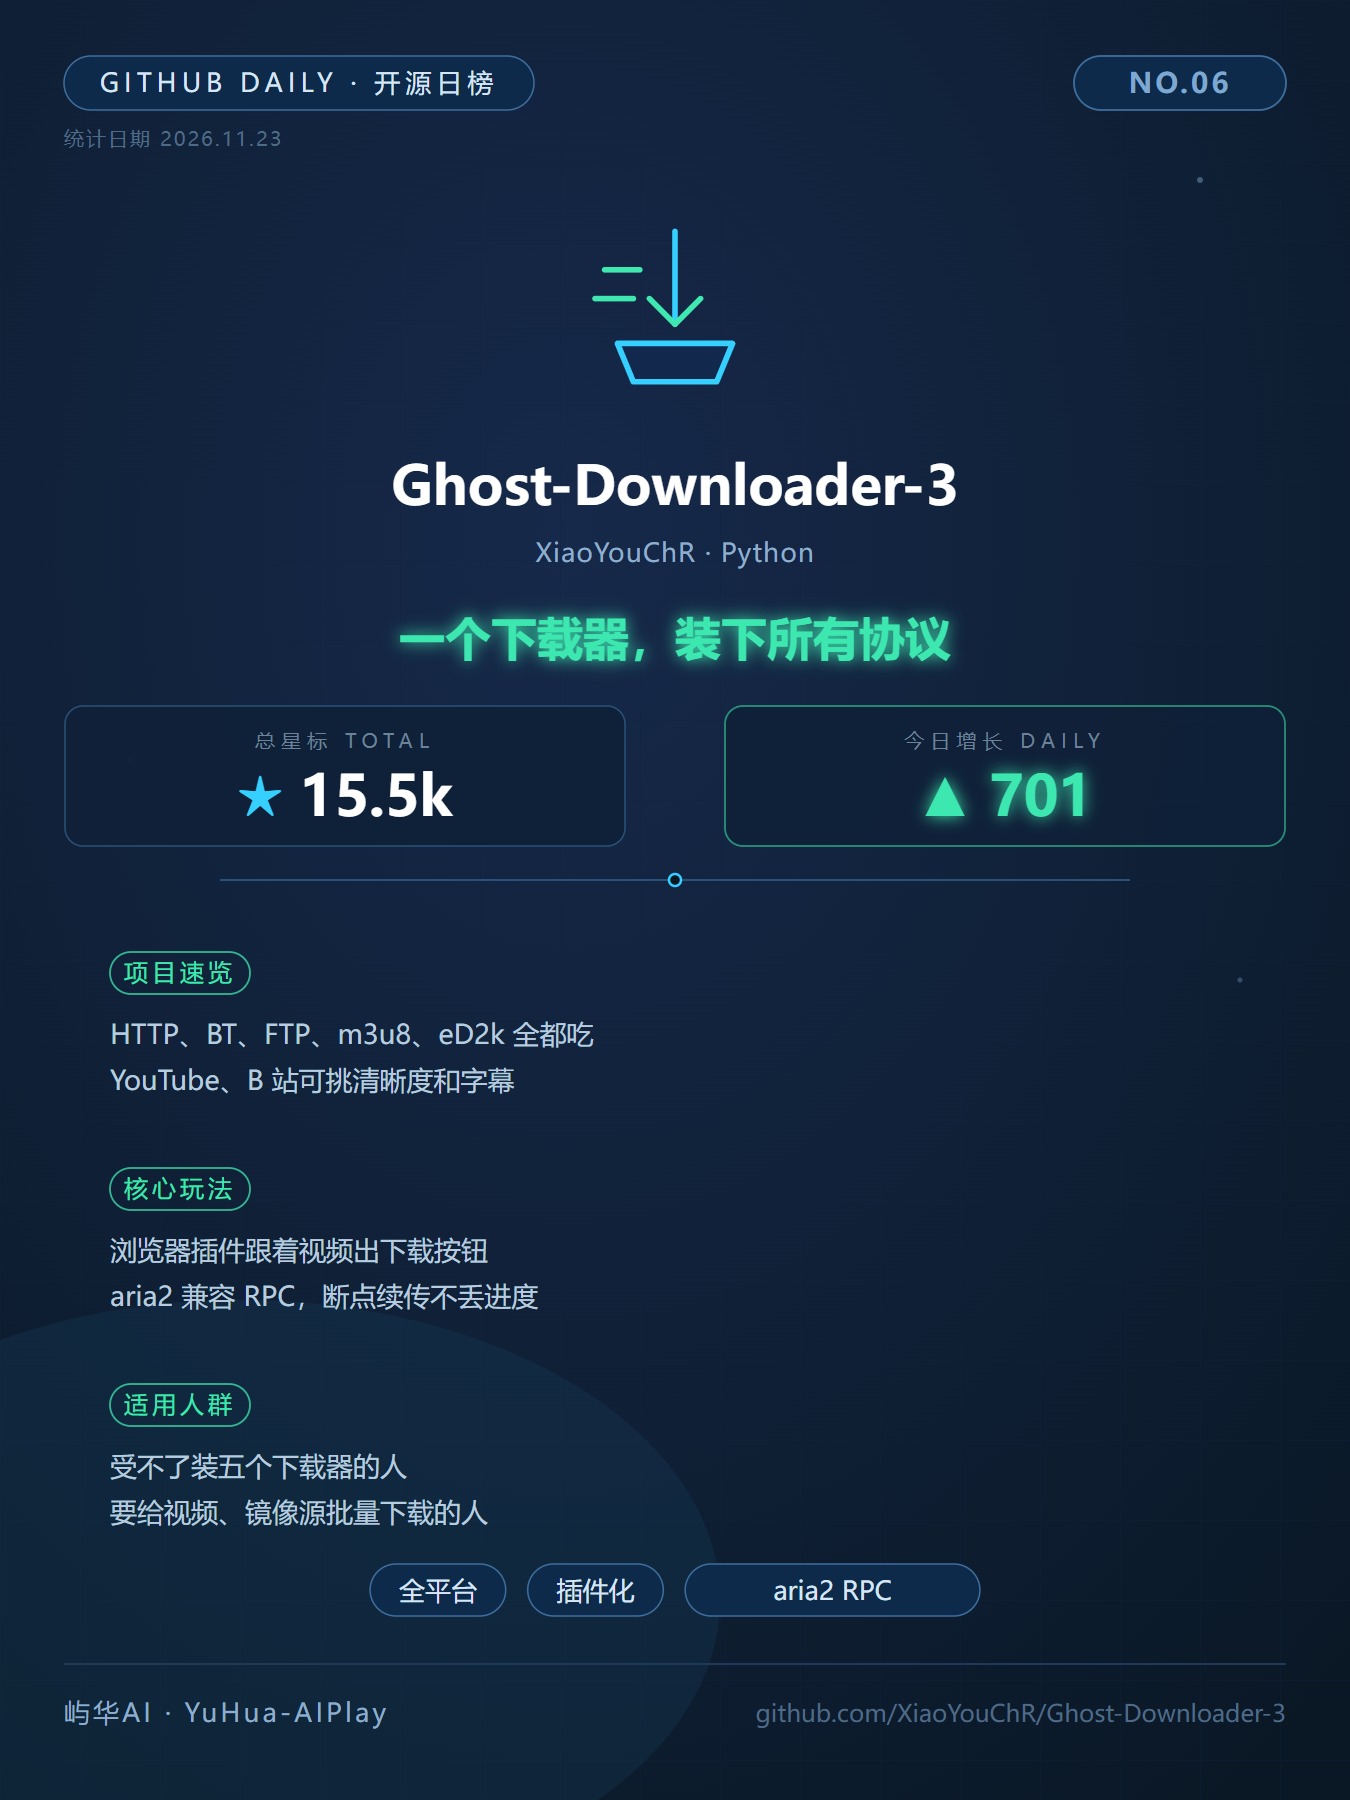 GITHUB DAILY · 开源日榜
NO.06
统计日期 2026.11.23
Ghost-Downloader-3
XiaoYouChR · Python
一个下载器，装下所有协议
总星标 TOTAL
★ 15.5k
今日增长 DAILY
▲ 701
项目速览
HTTP、BT、FTP、m3u8、eD2k 全都吃
YouTube、B 站可挑清晰度和字幕
核心玩法
浏览器插件跟着视频出下载按钮
aria2 兼容 RPC，断点续传不丢进度
适用人群
受不了装五个下载器的人
要给视频、镜像源批量下载的人
全平台
插件化
aria2 RPC
屿华AI · YuHua-AIPlay
github.com/XiaoYouChR/Ghost-Downloader-3